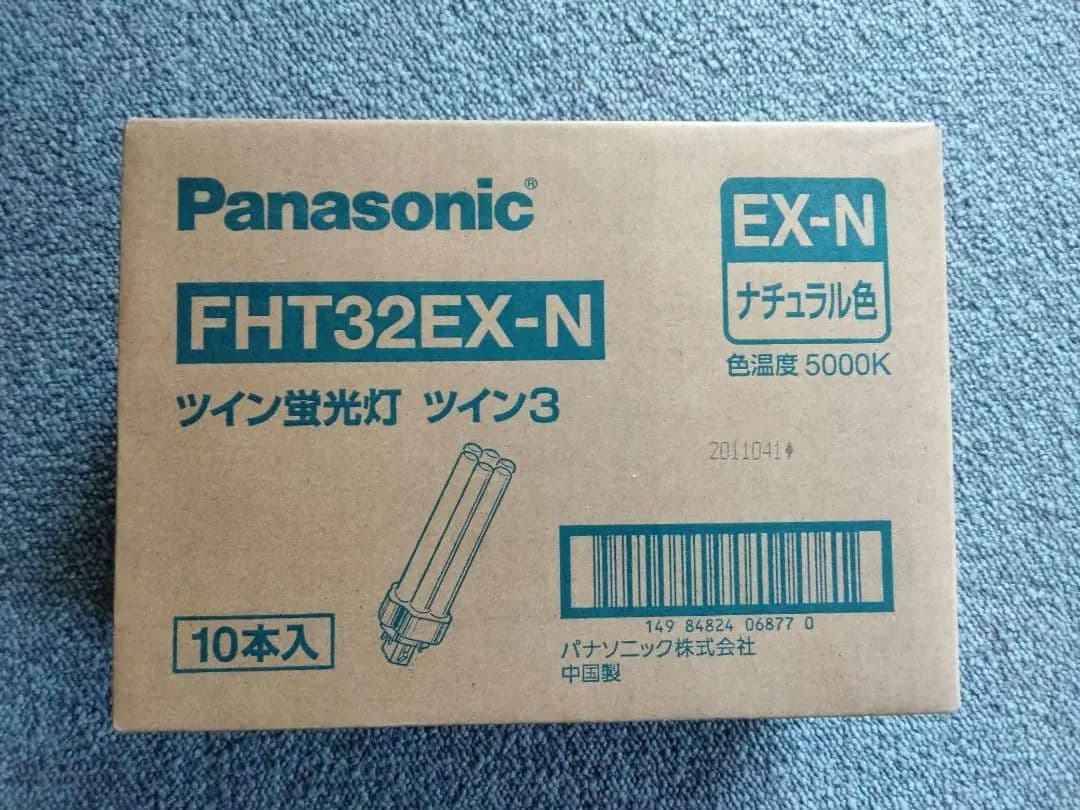 Panasonic®
FHT32EX-N
ツイン蛍光灯 ツイン3
EX-N
ナチュラル色
色温度 5000K
2011041
10本入
149 84824 06877 0
パナソニック株式会社
中国製